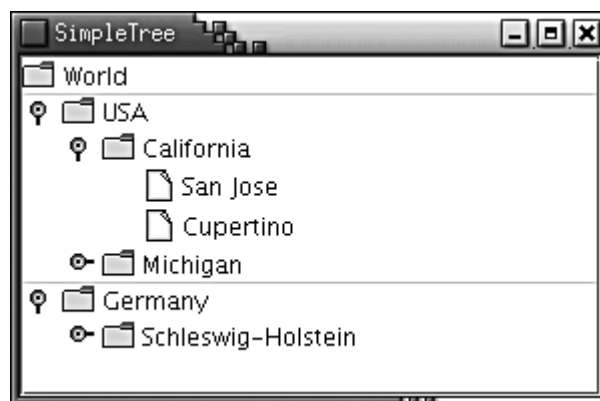 SimpleTree
World
USA
California
San Jose
Cupertino
Michigan
Germany
Schleswig-Holstein